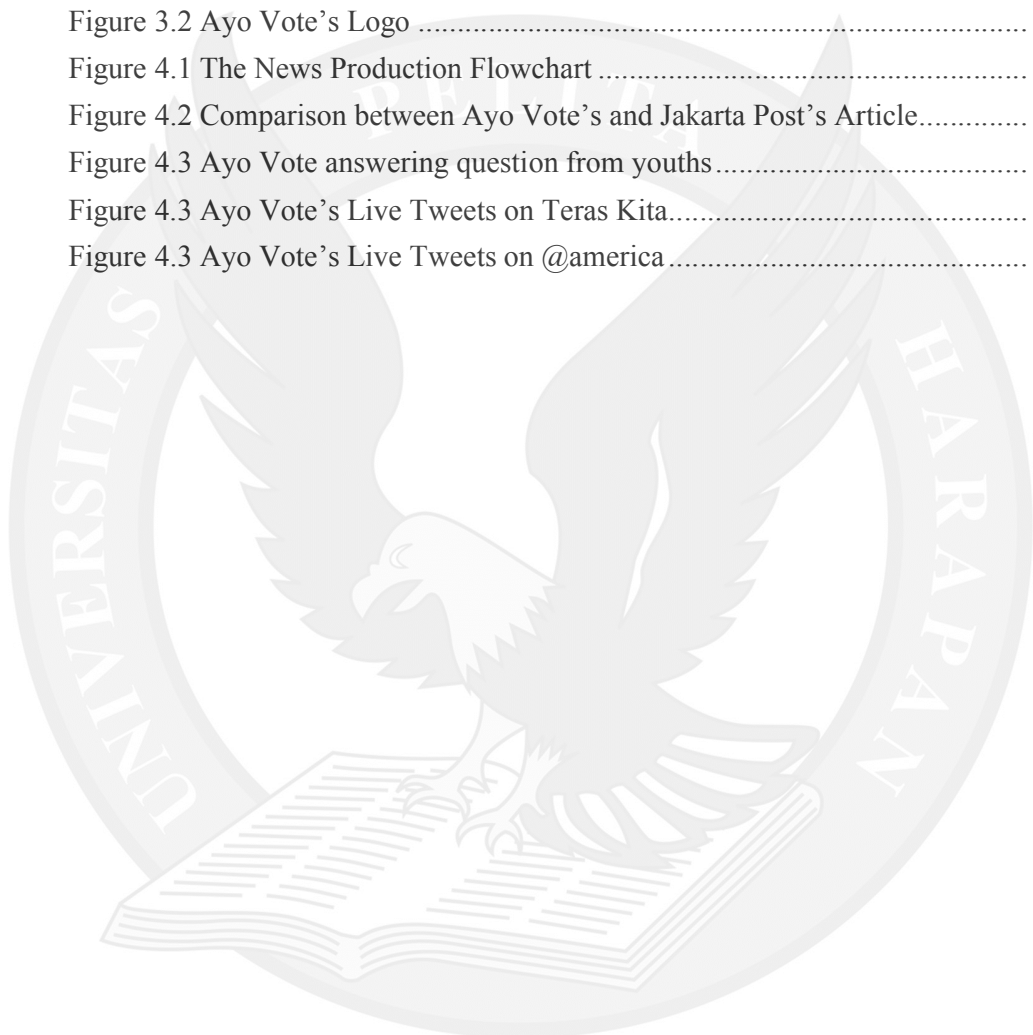 Figure 3.2 Ayo Vote’s Logo ....................................................................................
Figure 4.1 The News Production Flowchart ..........................................................
Figure 4.2 Comparison between Ayo Vote’s and Jakarta Post’s Article..............
Figure 4.3 Ayo Vote answering question from youths ..........................................
Figure 4.3 Ayo Vote’s Live Tweets on Teras Kita.................................................
Figure 4.3 Ayo Vote’s Live Tweets on @america .................................................
UNIVERSITAS PELITA HARAPAN